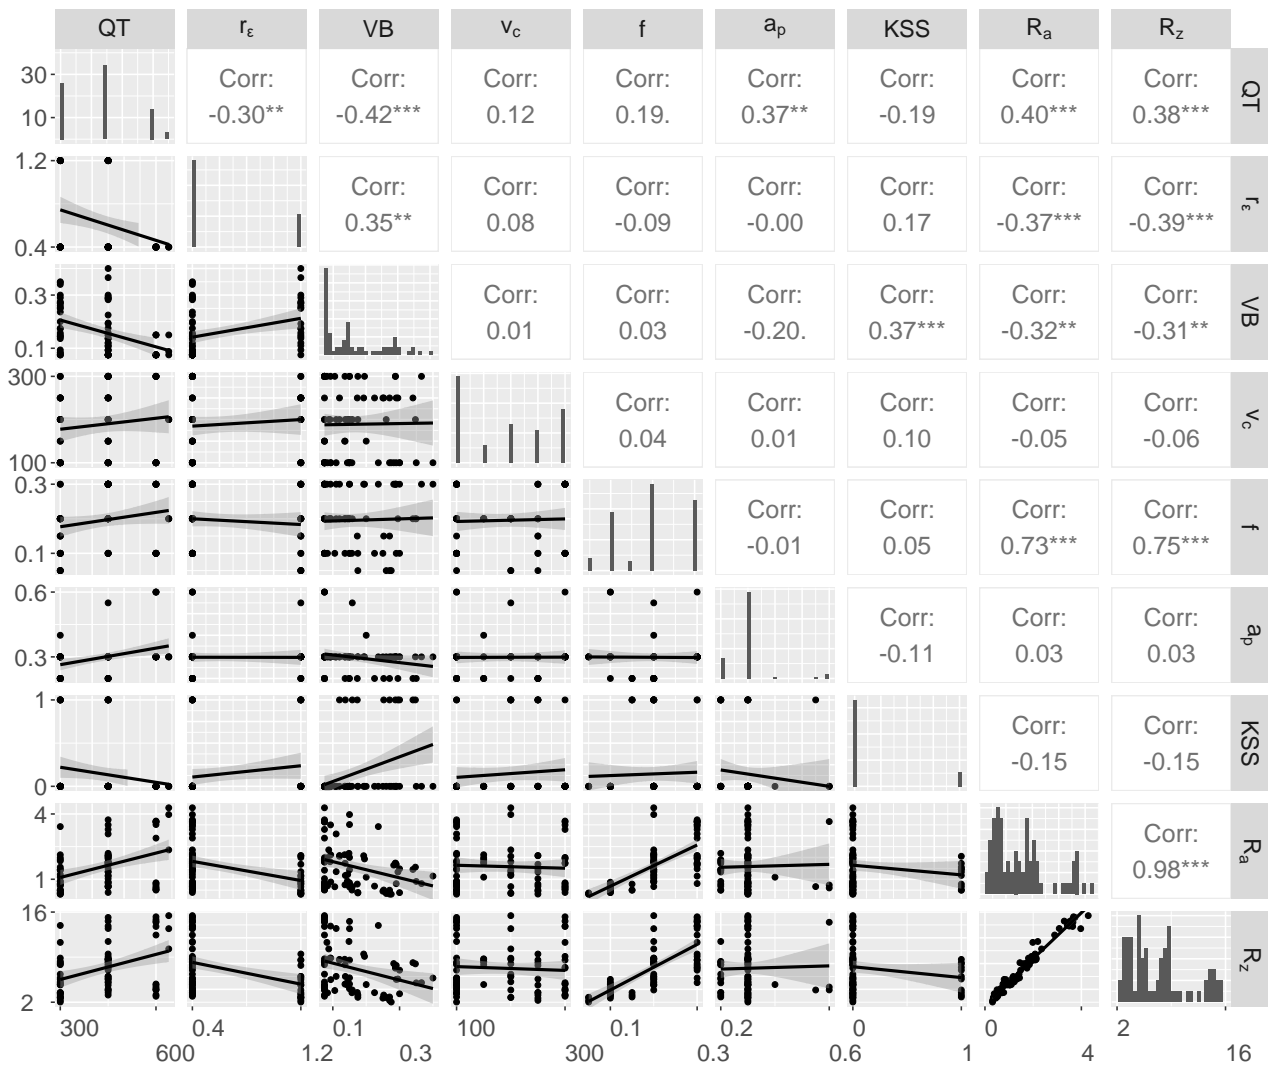 QT rε VB vc f ap KSS Ra Rz
30 Corr: Corr: Corr: Corr: Corr: Corr: Corr: Corr: QT
10 -0.30** -0.42*** 0.12 0.19. 0.37** -0.19 0.40*** 0.38***
1.2 Corr: Corr: Corr: Corr: Corr: Corr: Corr: rε
0.4 0.35** 0.08 -0.09 -0.00 0.17 -0.37*** -0.39***
0.3 Corr: Corr: Corr: Corr: Corr: Corr: VB
0.1 0.01 0.03 -0.20. 0.37*** -0.32** -0.31**
300 Corr: Corr: Corr: Corr: Corr: vc
100 0.04 0.01 0.10 -0.05 -0.06
0.3 Corr: Corr: Corr: Corr: f
0.1 -0.01 0.05 0.73*** 0.75***
0.6 Corr: Corr: Corr: ap
0.3 -0.11 0.03 0.03
1 Corr: Corr: KSS
0 -0.15 -0.15
4 Corr: Ra
1 0.98***
16 Rz
2
300 0.4 0.1 100 0.1 0.2 0 0 2
600 1.2 0.3 300 0.3 0.6 1 4 16